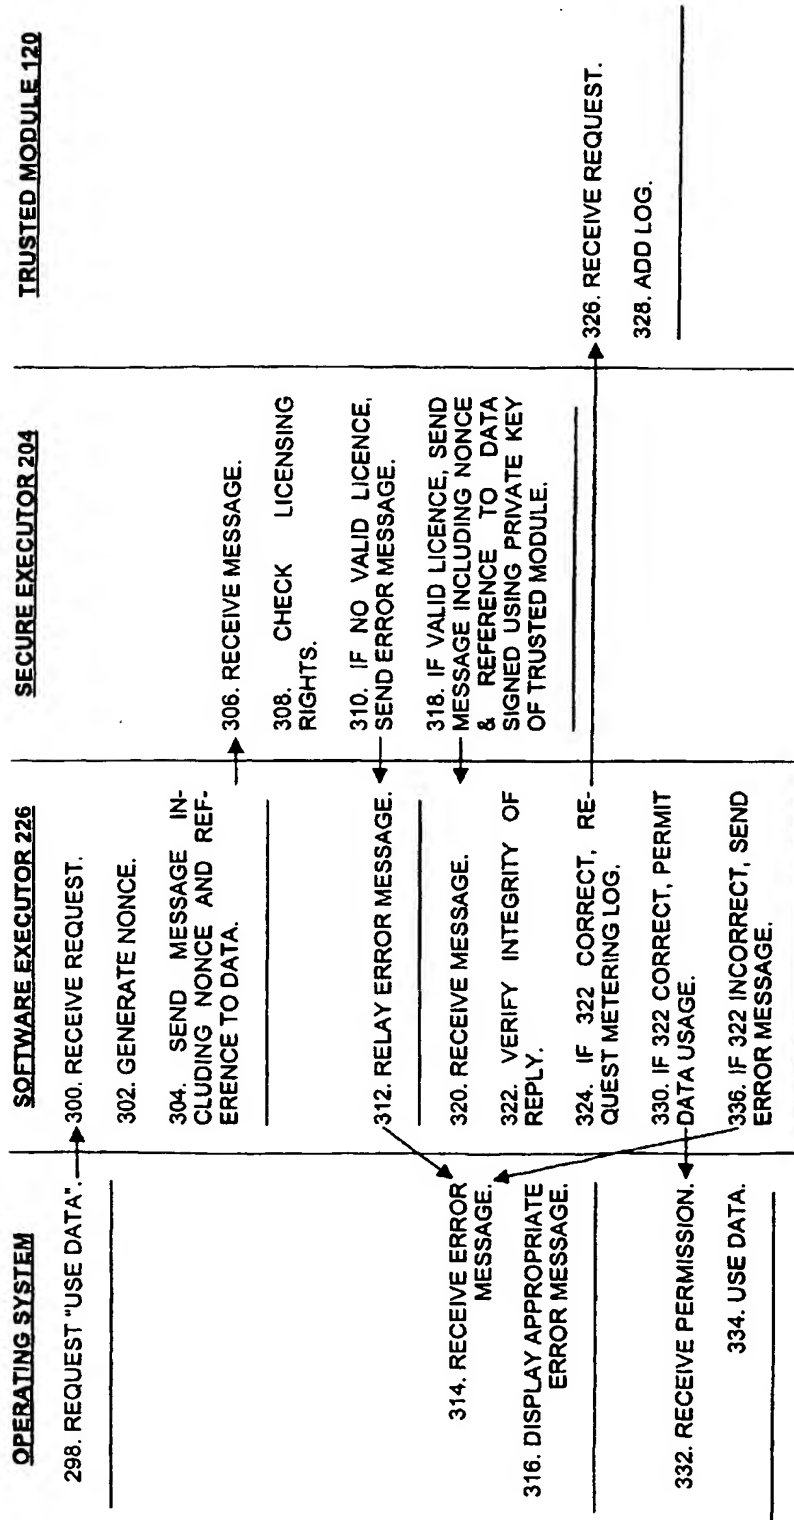 OPERATING SYSTEM
298. REQUEST "USE DATA".
314. RECEIVE ERROR
MESSAGE.
316. DISPLAY APPROPRIATE
ERROR MESSAGE.
332. RECEIVE PERMISSION.
334. USE DATA.
SOFTWARE EXECUTOR 226
300. RECEIVE REQUEST.
302. GENERATE NONCE.
304. SEND MESSAGE IN-
CLUDING NONCE AND REF-
ERENCE TO DATA.
312. RELAY ERROR MESSAGE.
320. RECEIVE MESSAGE.
322. VERIFY INTEGRITY OF
REPLY.
324. IF 322 CORRECT, RE-
QUEST METERING LOG.
330. IF 322 CORRECT, PERMIT
DATA USAGE.
336. IF 322 INCORRECT, SEND
ERROR MESSAGE.
SECURE EXECUTOR 204
306. RECEIVE MESSAGE.
308. CHECK LICENSING
RIGHTS.
310. IF NO VALID LICENCE,
SEND ERROR MESSAGE.
318. IF VALID LICENCE, SEND
MESSAGE INCLUDING NONCE
& REFERENCE TO DATA
SIGNED USING PRIVATE KEY
OF TRUSTED MODULE.
TRUSTED MODULE 120
326. RECEIVE REQUEST.
328. ADD LOG.